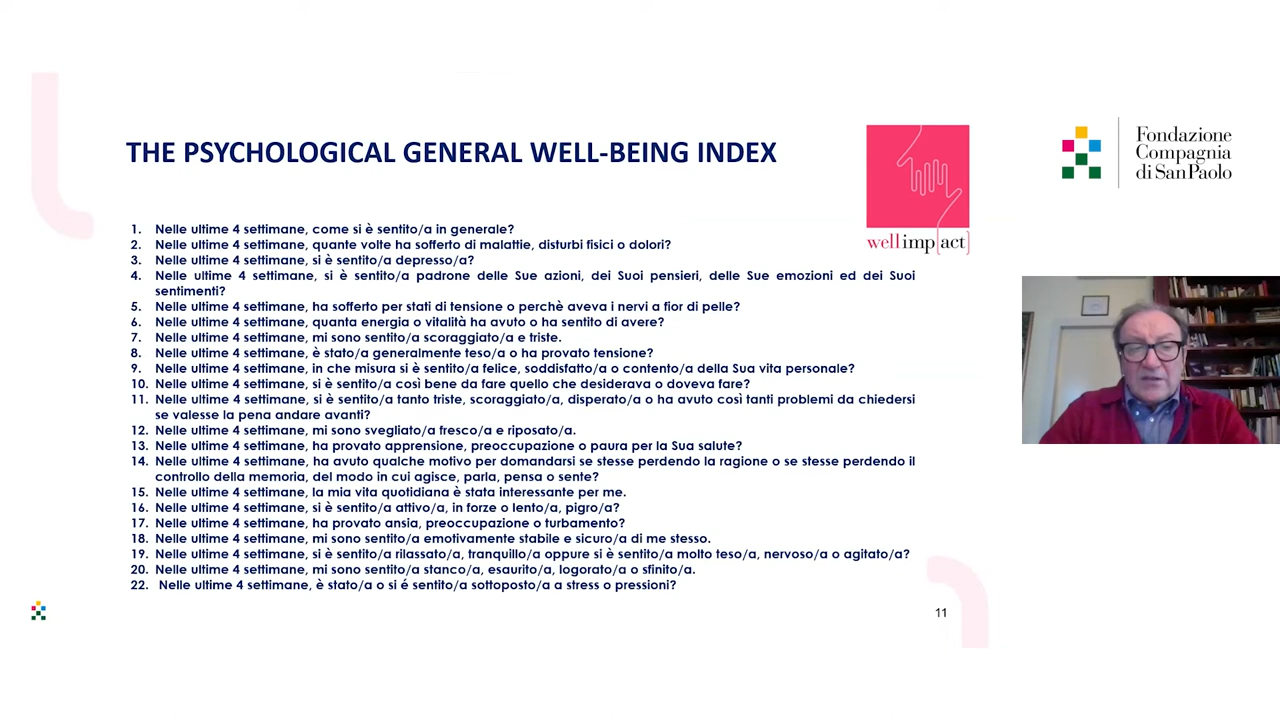 THE PSYCHOLOGICAL GENERAL WELL-BEING INDEX
wellimp[act]
Fondazione
Compagnia
di SanPaolo
1. Nelle ultime 4 settimane, come si è sentito/a in generale?
2. Nelle ultime 4 settimane, quante volte ha sofferto di malattie, disturbi fisici o dolori?
3. Nelle ultime 4 settimane, si è sentito/a depresso/a?
4. Nelle ultime 4 settimane, si è sentito/a padrone delle Sue azioni, dei Suoi pensieri, delle Sue emozioni ed dei Suoi
sentimenti?
5. Nelle ultime 4 settimane, ha sofferto per stati di tensione o perchè aveva i nervi a fior di pelle?
6. Nelle ultime 4 settimane, quanta energia o vitalità ha avuto o ha sentito di avere?
7. Nelle ultime 4 settimane, mi sono sentito/a scoraggiato/a e triste.
8. Nelle ultime 4 settimane, è stato/a generalmente teso/a o ha provato tensione?
9. Nelle ultime 4 settimane, in che misura si è sentito/a felice, soddisfatto/a o contento/a della Sua vita personale?
10. Nelle ultime 4 settimane, si è sentito/a così bene da fare quello che desiderava o doveva fare?
11. Nelle ultime 4 settimane, si è sentito/a tanto triste, scoraggiato/a, disperato/a o ha avuto così tanti problemi da chiedersi
se valesse la pena andare avanti?
12. Nelle ultime 4 settimane, mi sono svegliato/a fresco/a e riposato/a.
13. Nelle ultime 4 settimane, ha provato apprensione, preoccupazione o paura per la Sua salute?
14. Nelle ultime 4 settimane, ha avuto qualche motivo per domandarsi se stesse perdendo la ragione o se stesse perdendo il
controllo della memoria, del modo in cui agisce, parla, pensa o sente?
15. Nelle ultime 4 settimane, la mia vita quotidiana è stata interessante per me.
16. Nelle ultime 4 settimane, si è sentito/a attivo/a, in forze o lento/a, pigro/a?
17. Nelle ultime 4 settimane, ha provato ansia, preoccupazione o turbamento?
18. Nelle ultime 4 settimane, mi sono sentito/a emotivamente stabile e sicuro/a di me stesso.
19. Nelle ultime 4 settimane, si è sentito/a rilassato/a, tranquillo/a oppure si è sentito/a molto teso/a, nervoso/a o agitato/a?
20. Nelle ultime 4 settimane, mi sono sentito/a stanco/a, esaurito/a, logorato/a o sfinito/a.
22. Nelle ultime 4 settimane, è stato/a o si é sentito/a sottoposto/a a stress o pressioni?
11